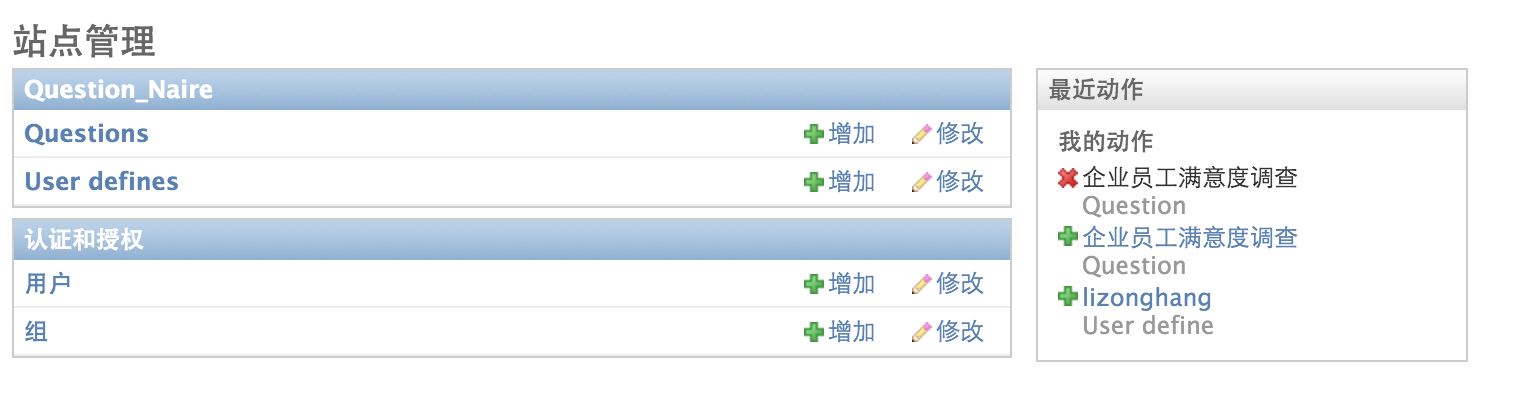 站点管理
Question_Naire
Questions 增加 修改
User defines 增加 修改
认证和授权
用户 增加 修改
组 增加 修改
最近动作
我的动作
企业员工满意度调查
Question
企业员工满意度调查
Question
lizonghang
User define